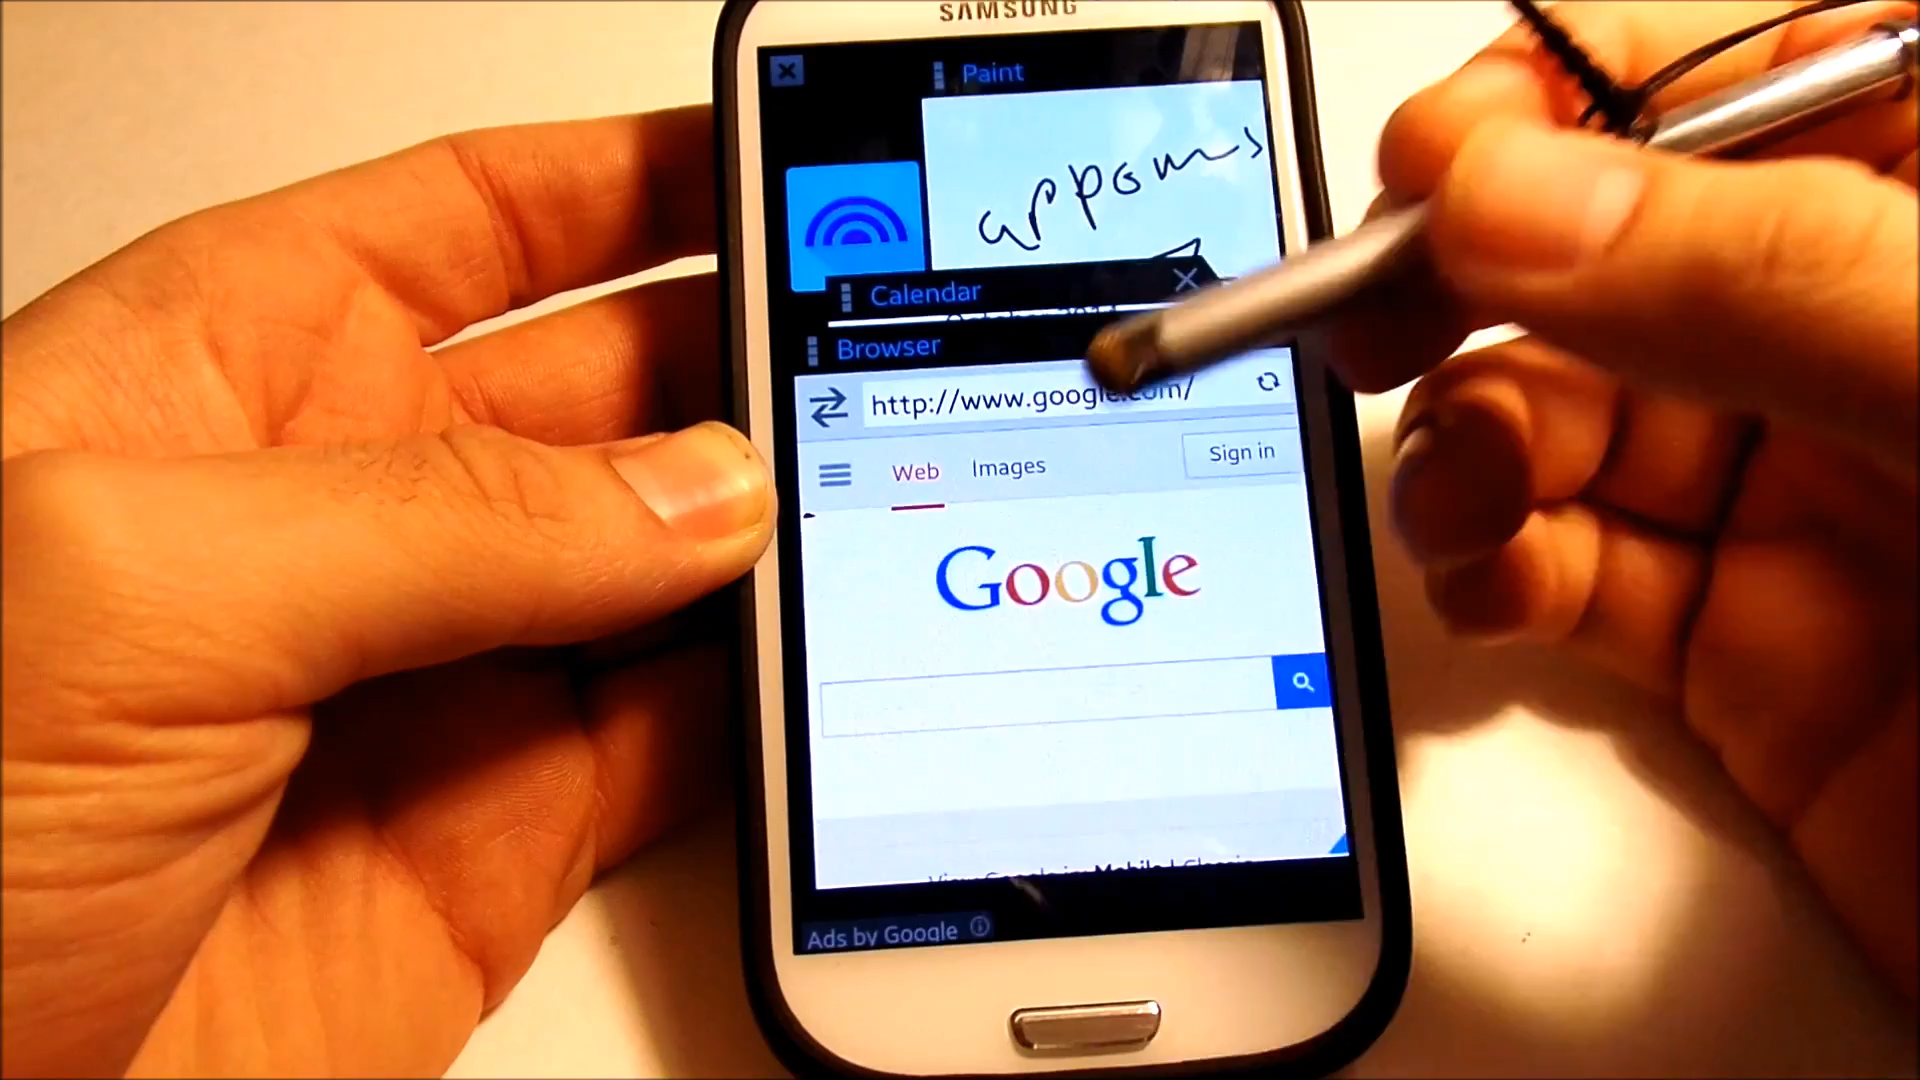 SAMSUNG
Paint
appoms
Calendar
Browser
http://www.google.com/
Web Images Sign in
Google
Ads by Google